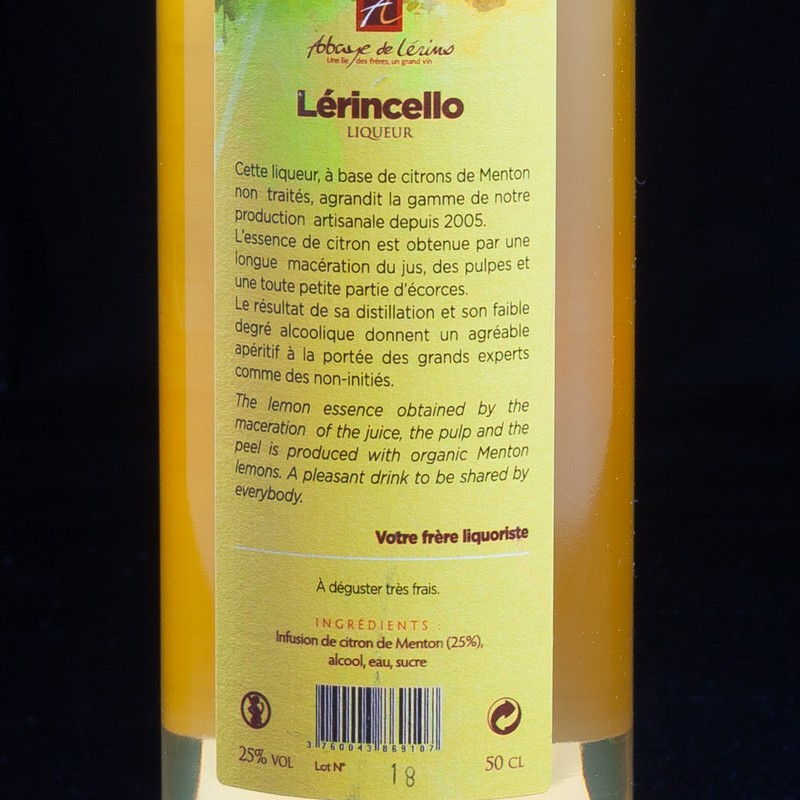 Abbaye de Lérins
Une île des frères, un grand vin
Lérincello
LIQUEUR
Cette liqueur, à base de citrons de Menton
non traités, agrandit la gamme de notre
production artisanale depuis 2005.
L'essence de citron est obtenue par une
longue macération du jus, des pulpes et
une toute petite partie d'écorces.
Le résultat de sa distillation et son faible
degré alcoolique donnent un agréable
apéritif à la portée des grands experts
comme des non-initiés.
The lemon essence obtained by the
maceration of the juice, the pulp and the
peel is produced with organic Menton
lemons. A pleasant drink to be shared by
everybody.
Votre frère liquoriste
À déguster très frais.
INGRÉDIENTS :
Infusion de citron de Menton (25%),
alcool, eau, sucre
3 760043 869107
25% VOL
Lot N° 18
50 CL